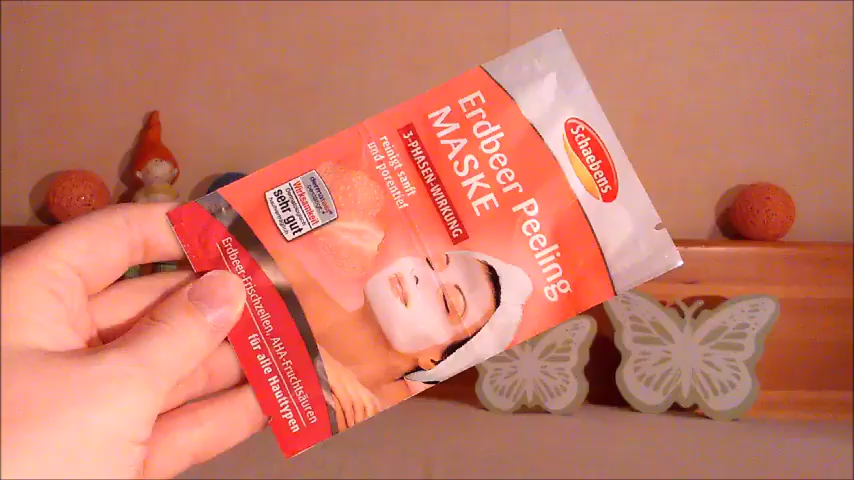 Schaebens
Erdbeer Peeling
MASKE
3-PHASEN-WIRKUNG
reinigt sanft
und porentief
Wirksamkeit
sehr gut
Erdbeer-Frischzellen, AHA-Fruchtsäuren
für alle Hauttypen